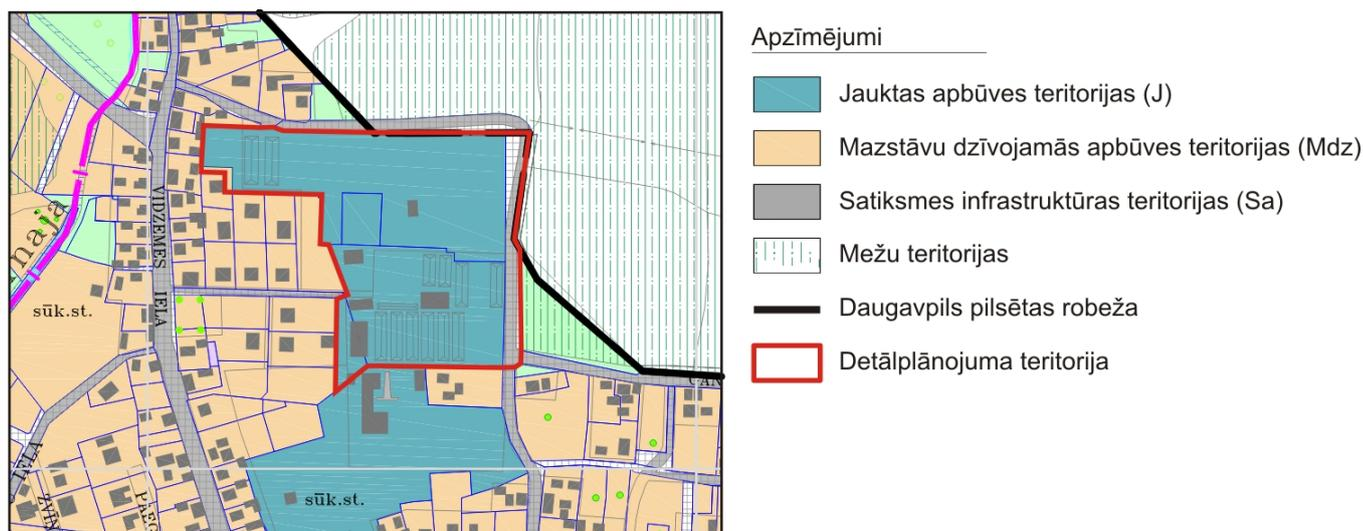 Apzīmējumi
Jauktas apbūves teritorijas (J)
Mazstāvu dzīvojamās apbūves teritorijas (Mdz)
Satiksmes infrastruktūras teritorijas (Sa)
Mežu teritorijas
Daugavpils pilsētas robeža
Detālplānojuma teritorija
VIDZEMES IELA
naja
sūk.st.
IELA
sūk.st.